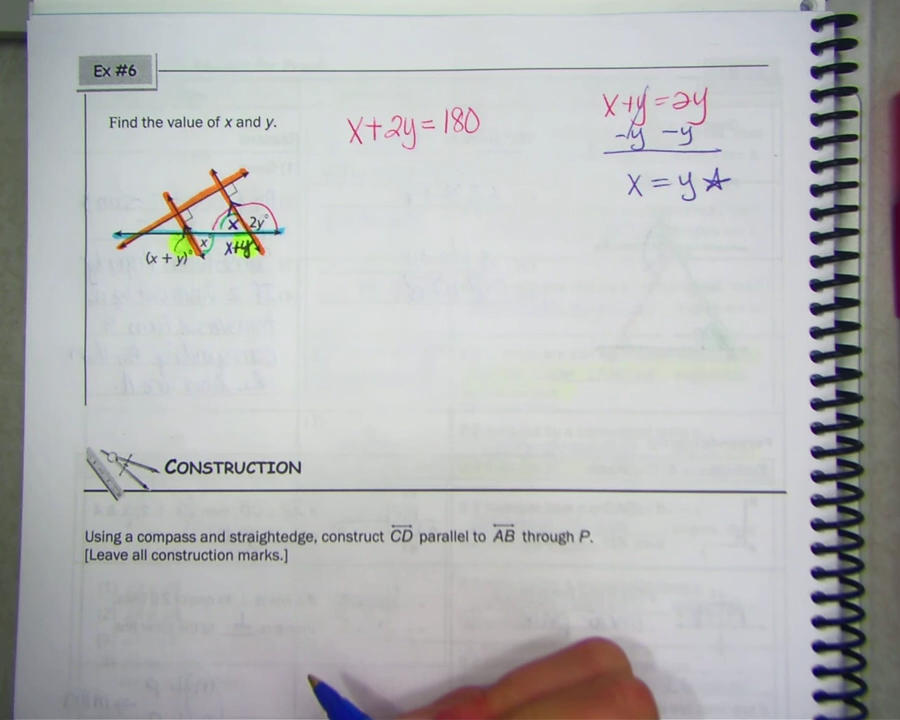 Ex #6
Find the value of x and y.
x+2y=180
x+y=2y
-y -y
x=y
x 2y°
x° x+y
(x + y)°
CONSTRUCTION
Using a compass and straightedge, construct CD parallel to AB through P.
[Leave all construction marks.]